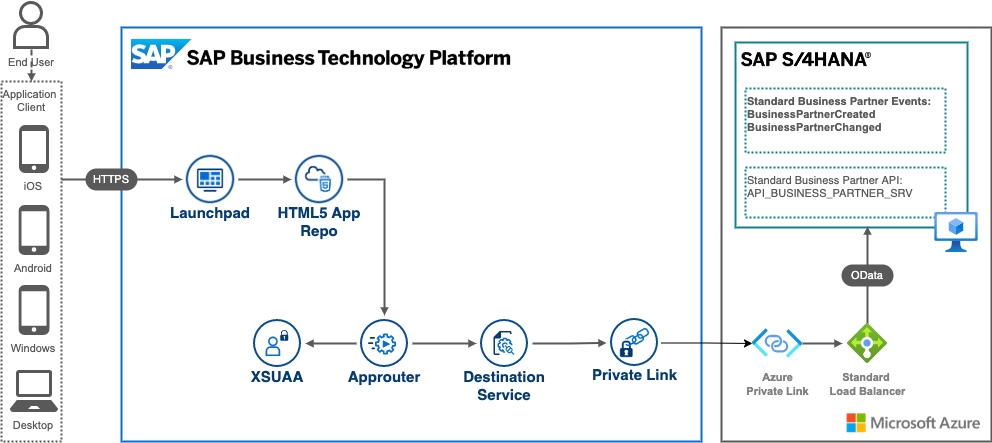 End User
Application
Client
iOS
Android
Windows
Desktop
HTTPS
SAP
SAP Business Technology Platform
Launchpad
HTML5 App
Repo
XSUAA
Approuter
Destination
Service
Private Link
SAP S/4HANA®
Standard Business Partner Events:
BusinessPartnerCreated
BusinessPartnerChanged
Standard Business Partner API:
API_BUSINESS_PARTNER_SRV
OData
Azure
Private Link
Standard
Load Balancer
Microsoft Azure